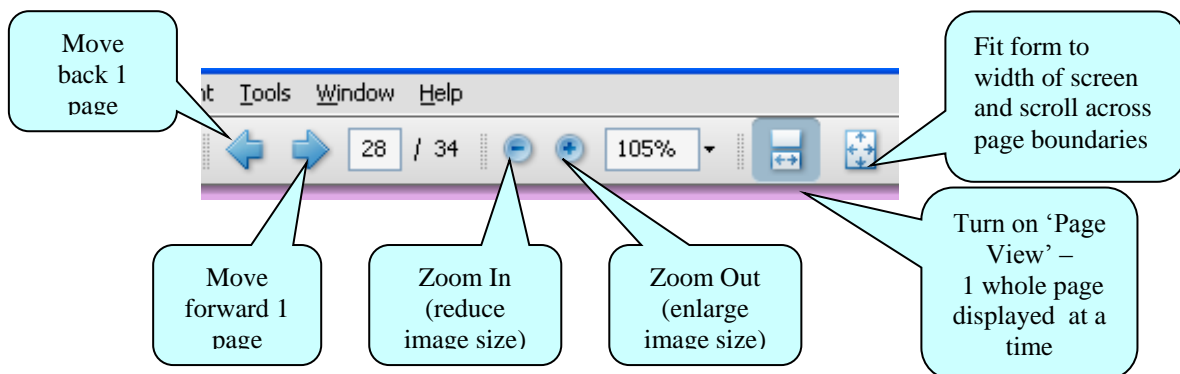 Move
back 1
page
Fit form to
width of screen
and scroll across
page boundaries
nt Tools Window Help
28 / 34 105%
Move
forward 1
page
Zoom In
(reduce
image size)
Zoom Out
(enlarge
image size)
Turn on ‘Page
View’ –
1 whole page
displayed at a
time